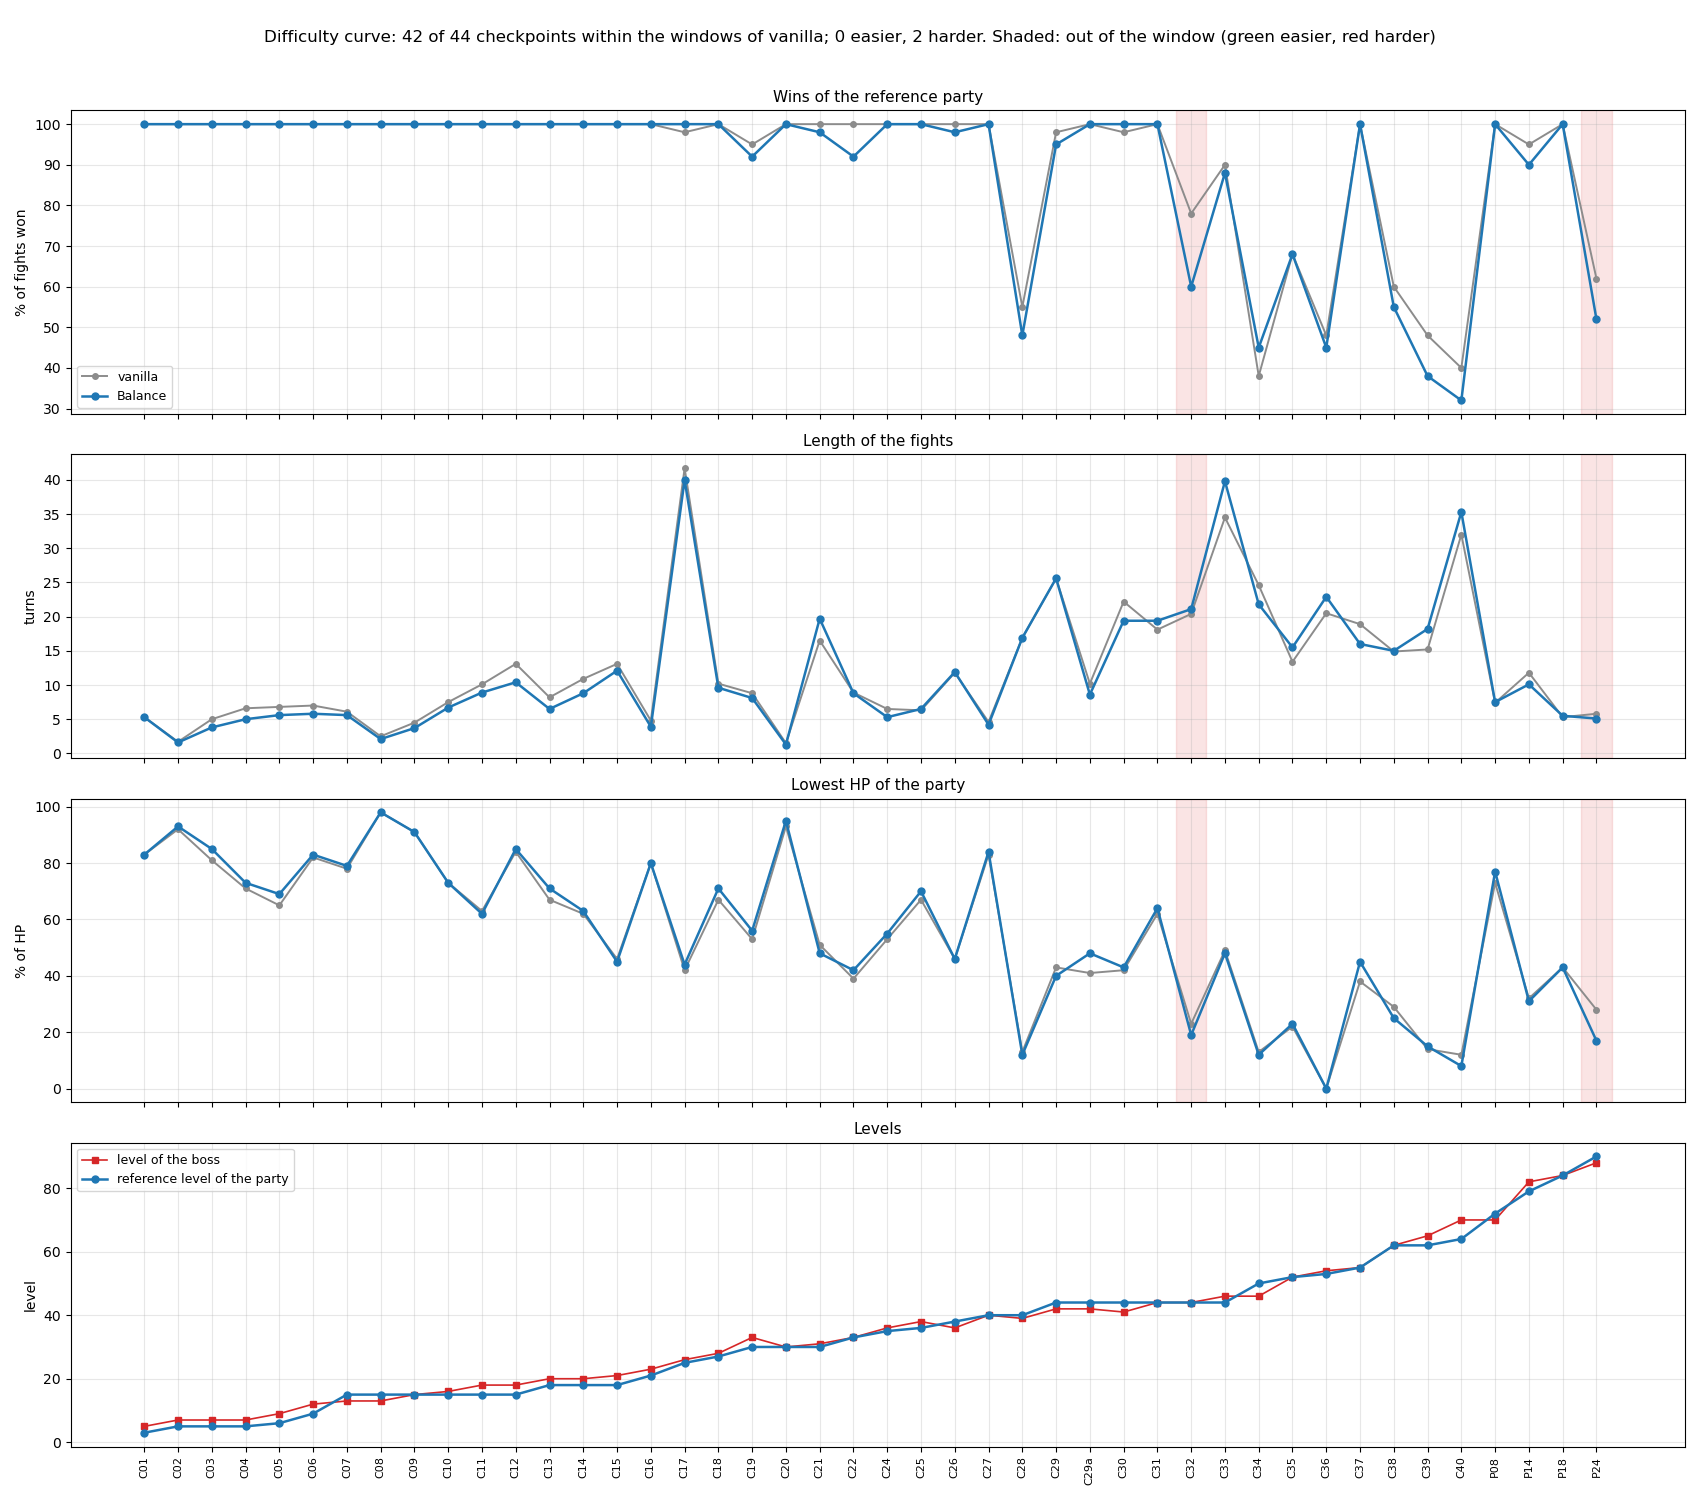 Difficulty curve: 42 of 44 checkpoints within the windows of vanilla; 0 easier, 2 harder. Shaded: out of the window (green easier, red harder)
Wins of the reference party
100
90
80
70
60
50
40
30
% of fights won
vanilla
Balance
Length of the fights
40
35
30
25
20
15
10
5
0
turns
Lowest HP of the party
100
80
60
40
20
0
% of HP
Levels
level of the boss
reference level of the party
80
60
40
20
0
level
C01 C02 C03 C04 C05 C06 C07 C08 C09 C10 C11 C12 C13 C14 C15 C16 C17 C18 C19 C20 C21 C22 C24 C25 C26 C27 C28 C29 C29a C30 C31 C32 C33 C34 C35 C36 C37 C38 C39 C40 P08 P14 P18 P24